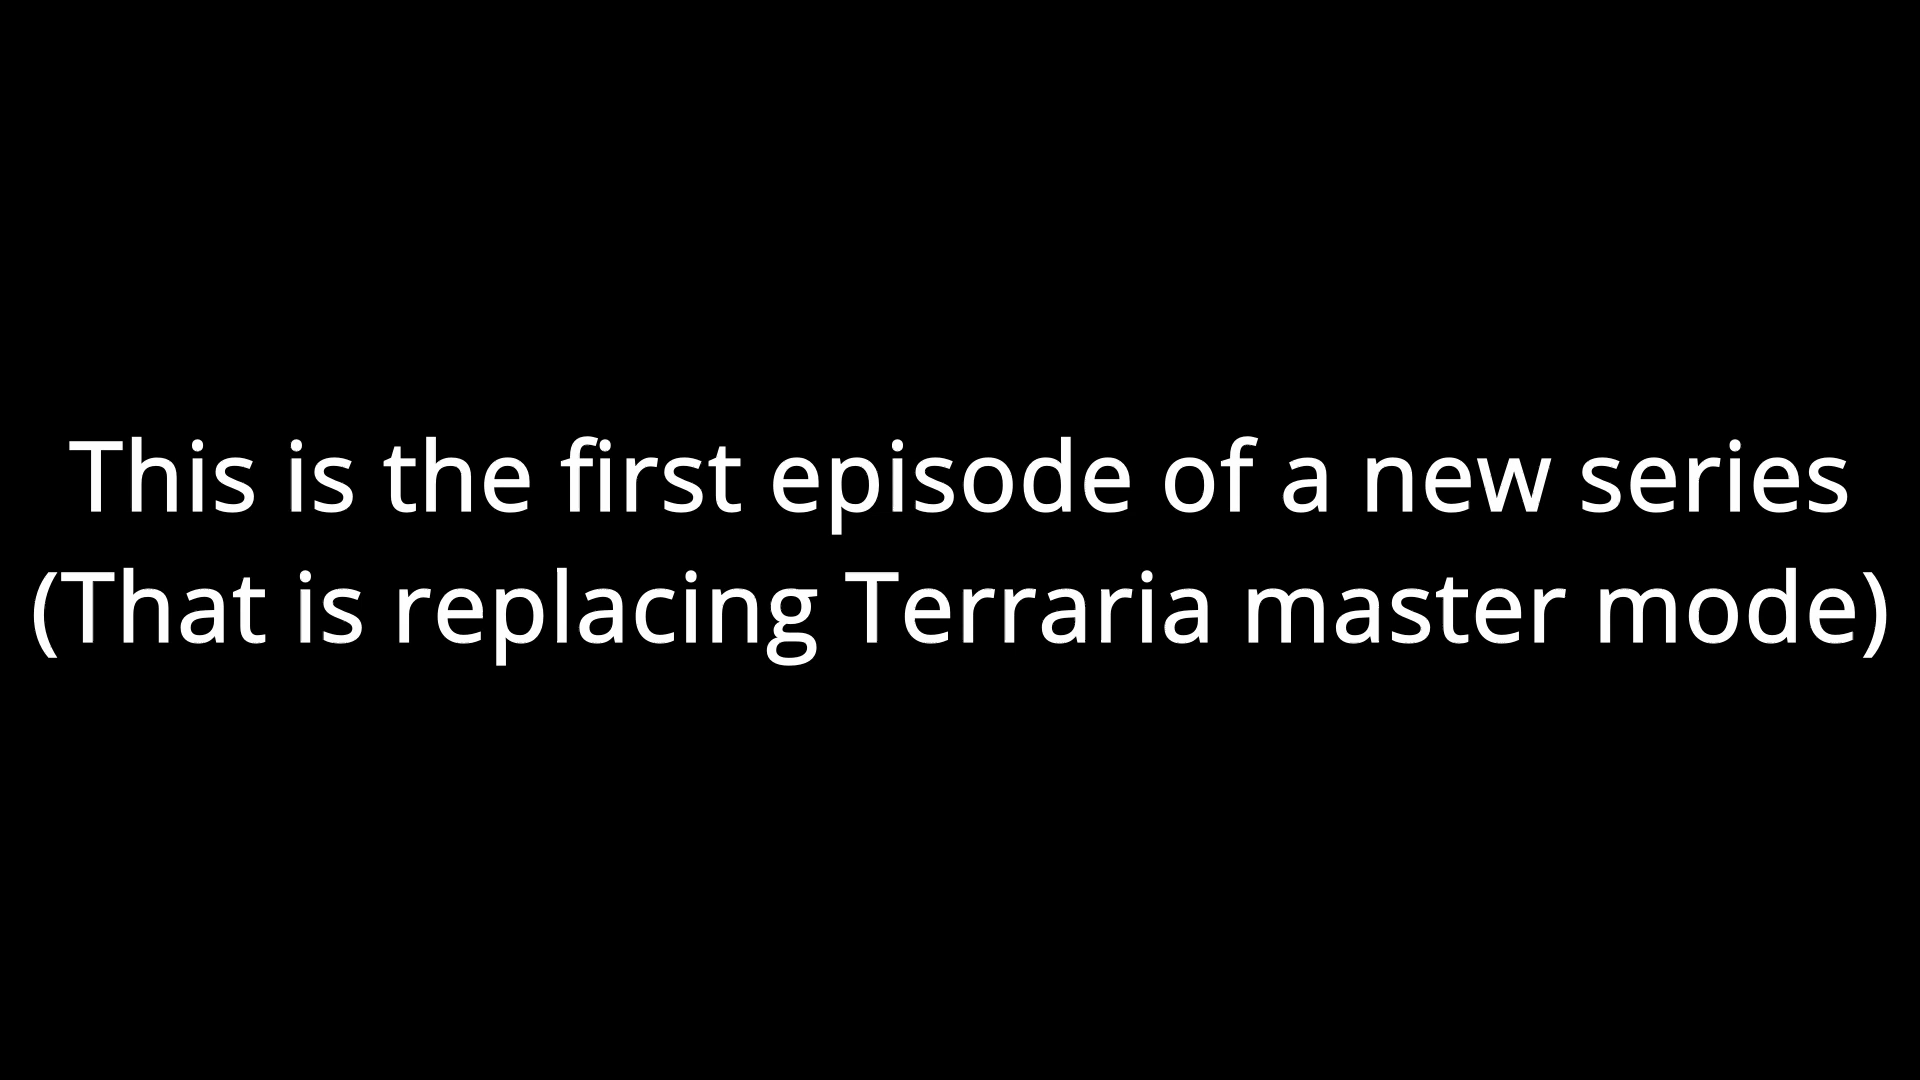 This is the first episode of a new series
(That is replacing Terraria master mode)